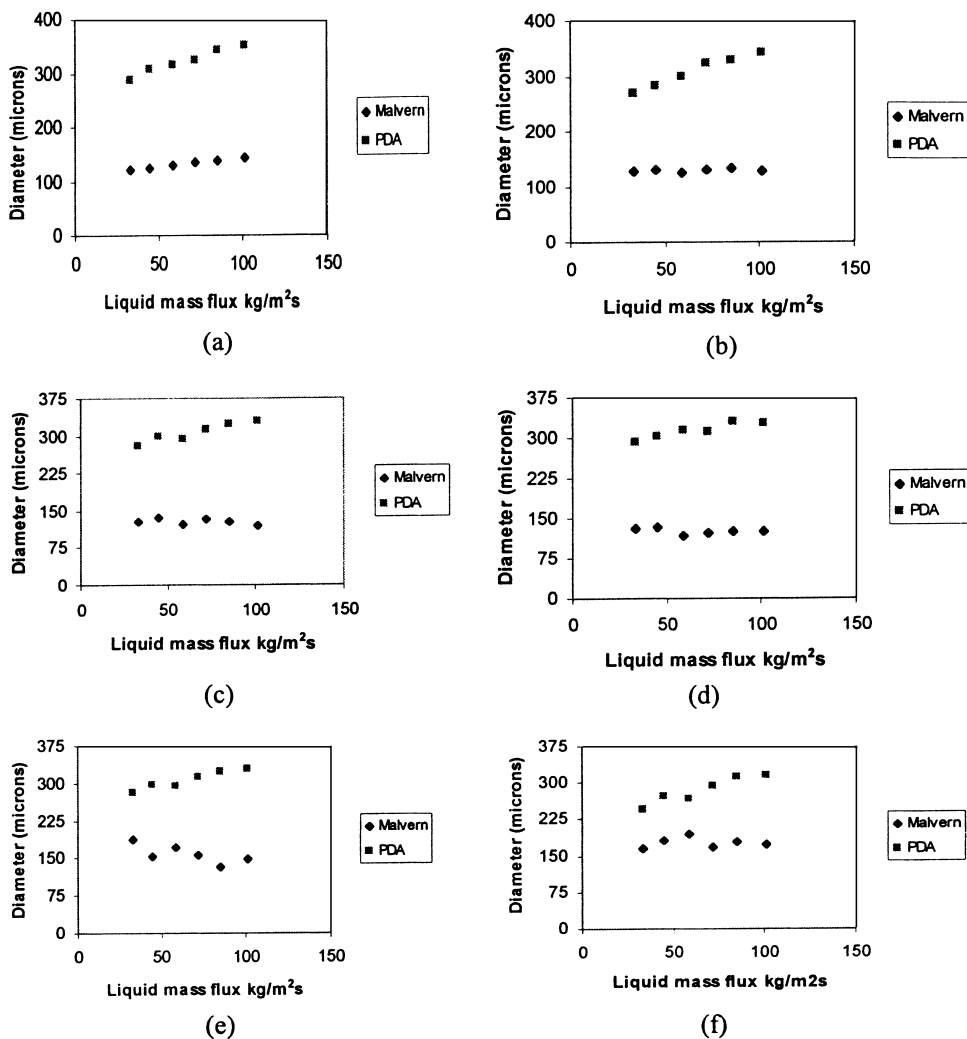 400
300
200
100
0
Diameter (microns)
0 50 100 150
Liquid mass flux kg/m²s
Malvern
PDA
(a)
400
300
200
100
0
Diameter (microns)
0 50 100 150
Liquid mass flux kg/m²s
Malvern
PDA
(b)
375
300
225
150
75
0
Diameter (microns)
0 50 100 150
Liquid mass flux kg/m²s
Malvern
PDA
(c)
375
300
225
150
75
0
Diameter (microns)
0 50 100 150
Liquid mass flux kg/m²s
Malvern
PDA
(d)
375
300
225
150
75
0
Diameter (microns)
0 50 100 150
Liquid mass flux kg/m²s
Malvern
PDA
(e)
375
300
225
150
75
0
Diameter (microns)
0 50 100 150
Liquid mass flux kg/m2s
Malvern
PDA
(f)